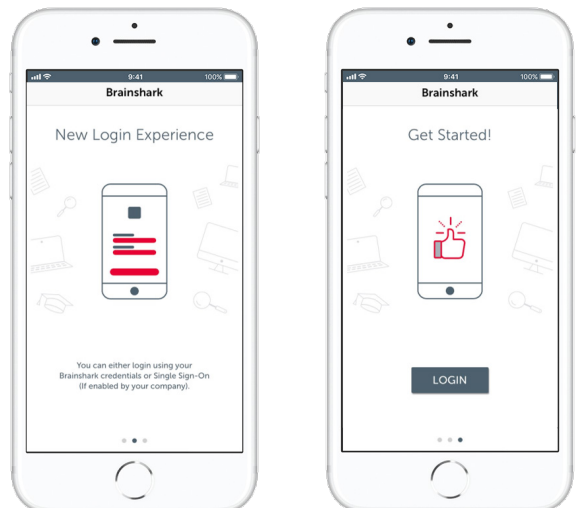 9:41
100%
Brainshark
New Login Experience
You can either login using your
Brainshark credentials or Single Sign-On
(If enabled by your company).
9:41
100%
Brainshark
Get Started!
LOGIN